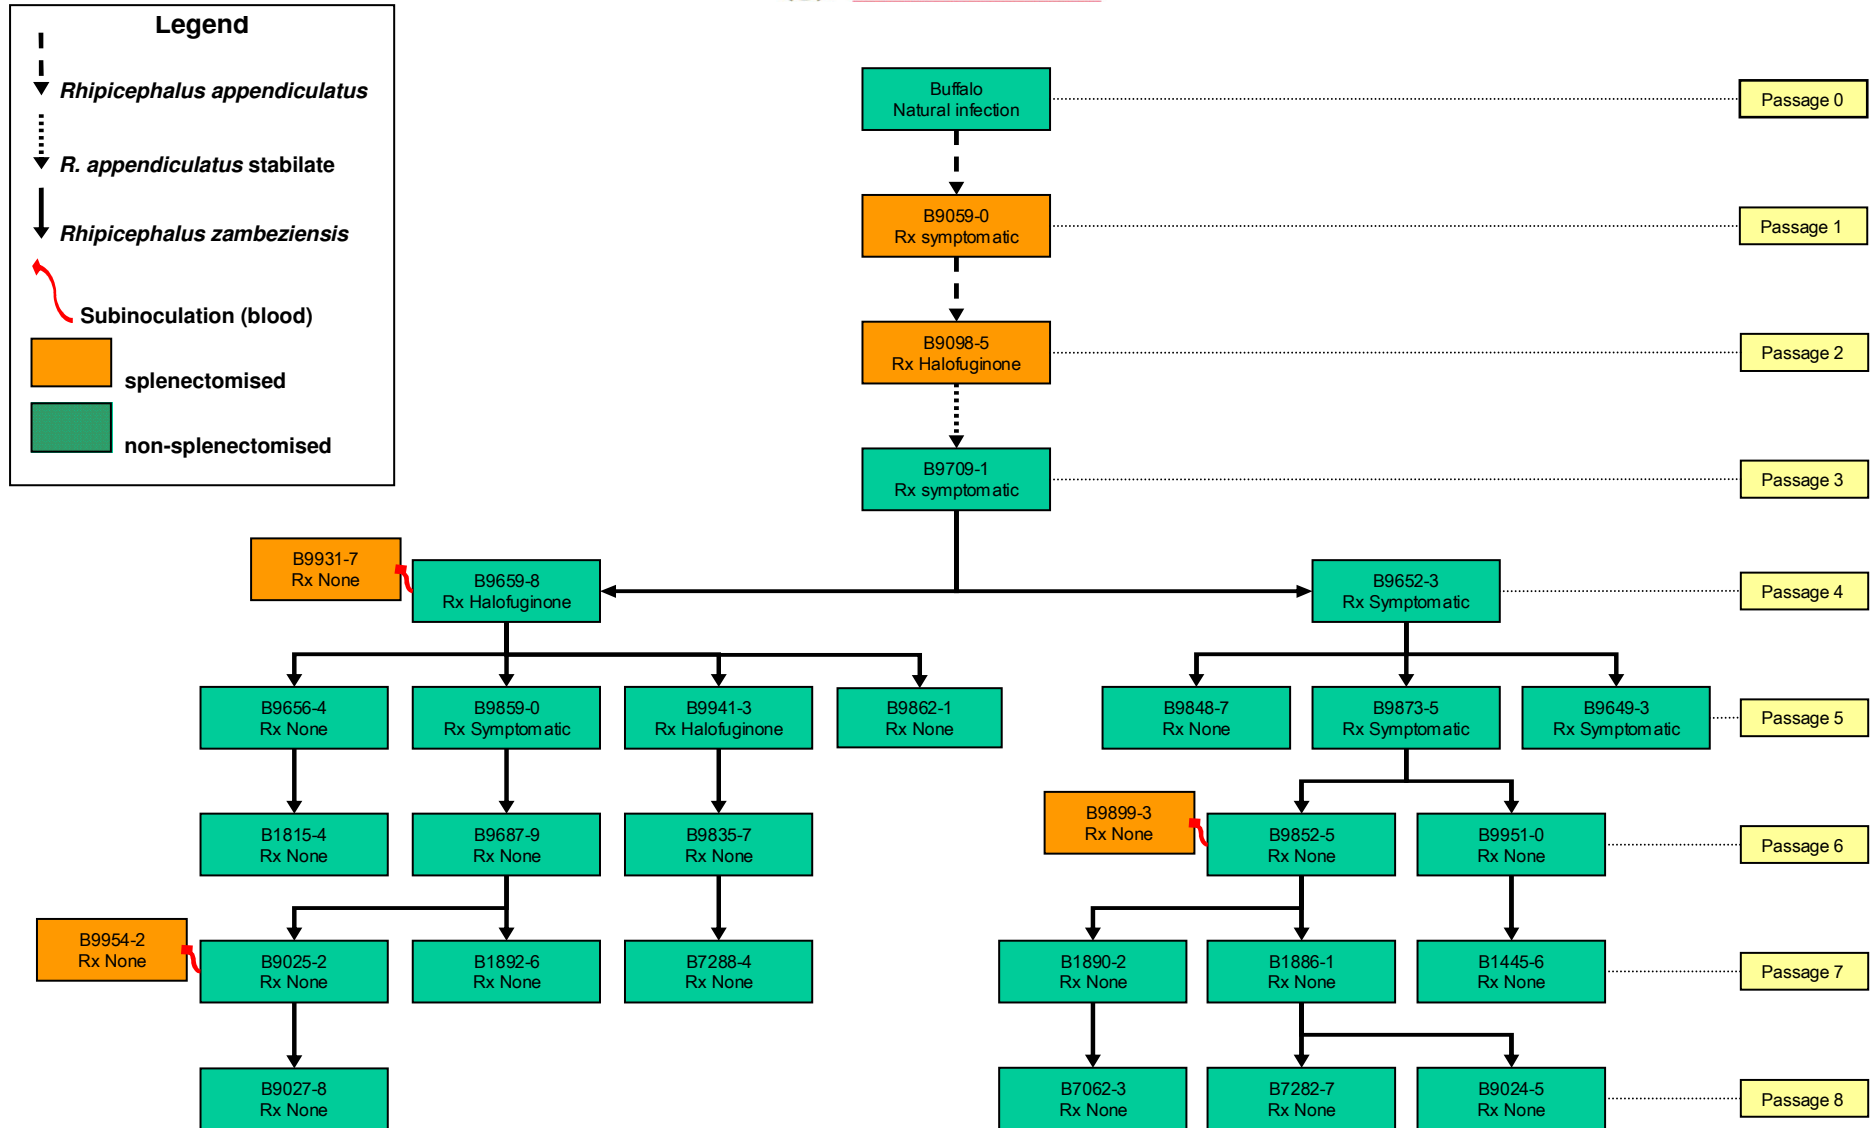 Legend
Rhipicephalus appendiculatus
R. appendiculatus stabilate
Rhipicephalus zambeziensis
Subinoculation (blood)
splenectomised
non-splenectomised
Buffalo
Natural infection
Passage 0
B9059-0
Rx symptomatic
Passage 1
B9098-5
Rx Halofuginone
Passage 2
B9709-1
Rx symptomatic
Passage 3
B9931-7
Rx None
B9659-8
Rx Halofuginone
B9652-3
Rx Symptomatic
Passage 4
B9656-4
Rx None
B9859-0
Rx Symptomatic
B9941-3
Rx Halofuginone
B9862-1
Rx None
B9848-7
Rx None
B9873-5
Rx Symptomatic
B9649-3
Rx Symptomatic
Passage 5
B1815-4
Rx None
B9687-9
Rx None
B9835-7
Rx None
B9899-3
Rx None
B9852-5
Rx None
B9951-0
Rx None
Passage 6
B9954-2
Rx None
B9025-2
Rx None
B1892-6
Rx None
B7288-4
Rx None
B1890-2
Rx None
B1886-1
Rx None
B1445-6
Rx None
Passage 7
B9027-8
Rx None
B7062-3
Rx None
B7282-7
Rx None
B9024-5
Rx None
Passage 8